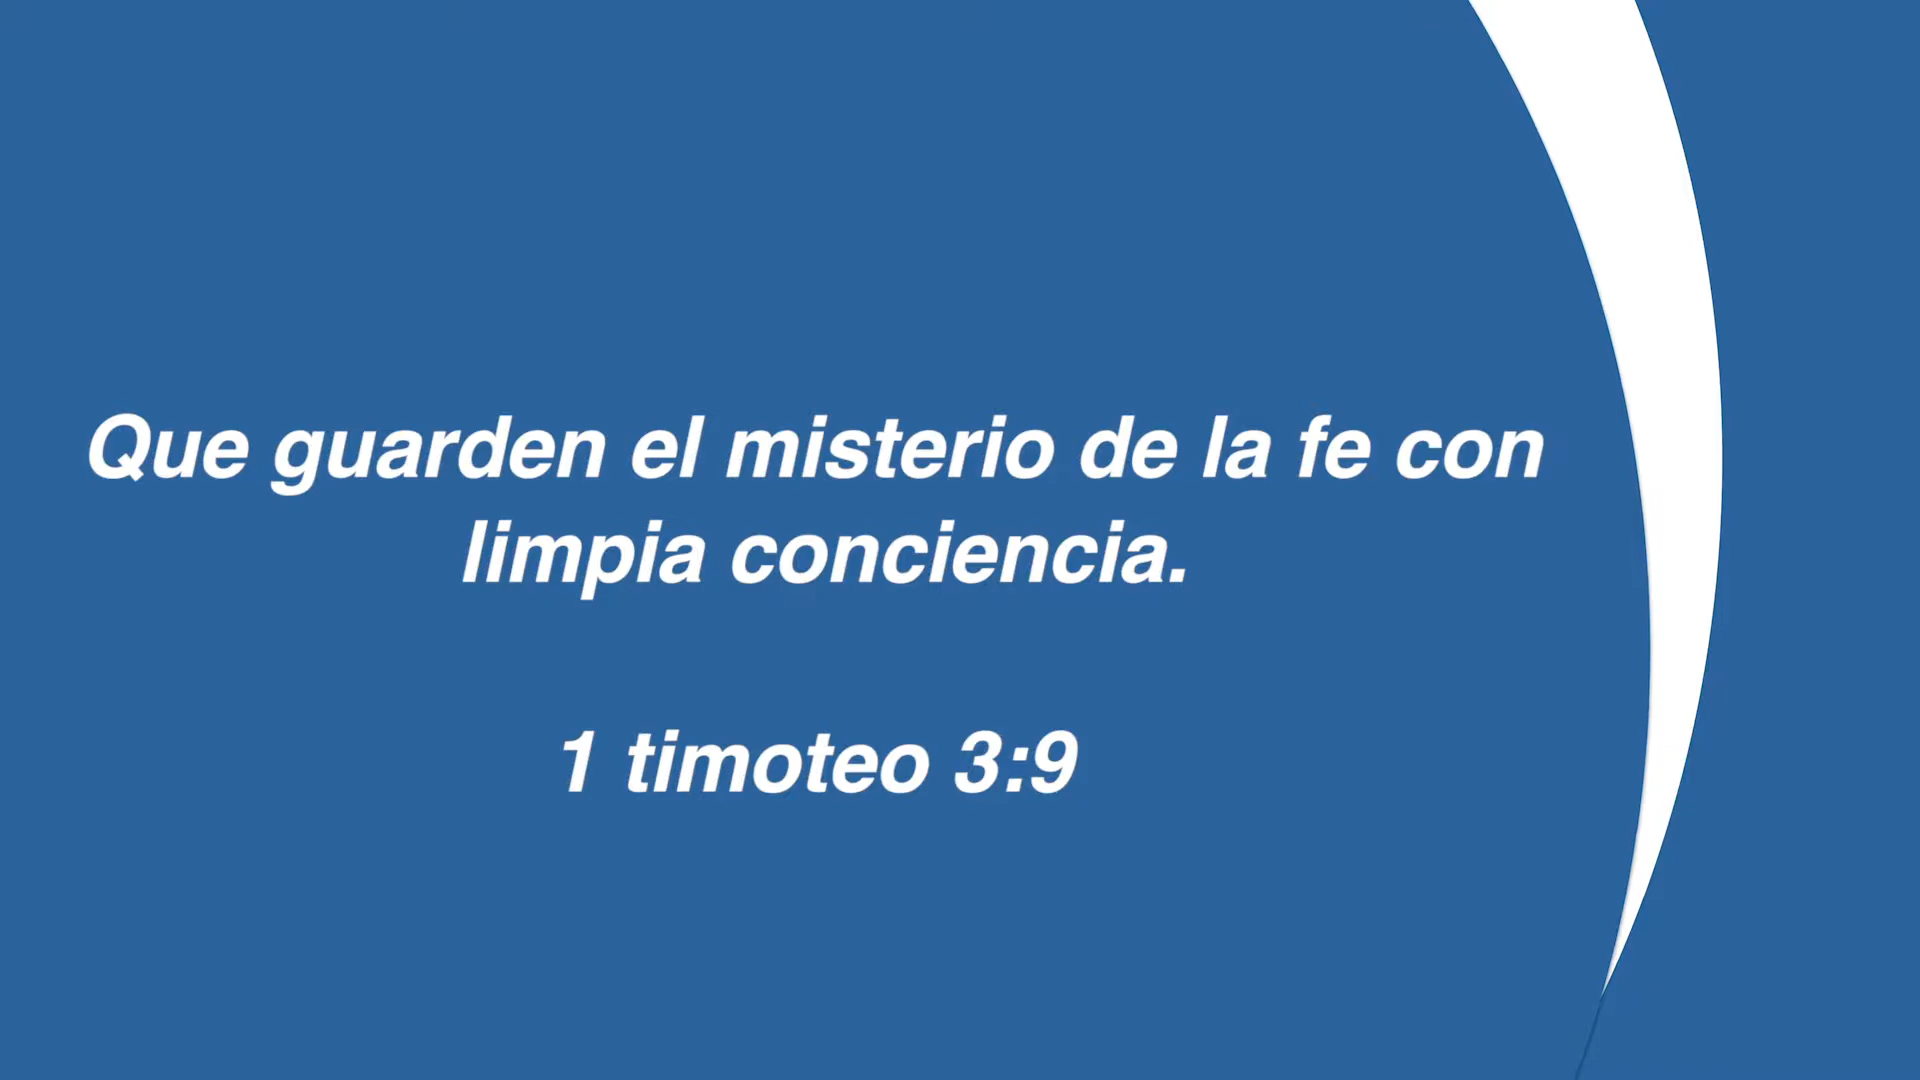 Que guarden el misterio de la fe con
limpia conciencia.
1 timoteo 3:9